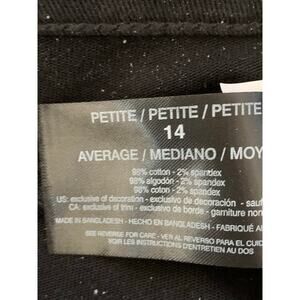 PETITE / PETITE / PETITE
14
AVERAGE / MEDIANO / MOY
98% cotton - 2% spandex
98% algodón - 2% spandex
98% coton - 2% spandex
US: exclusive of decoration - exclusivo de decoración - sauf
CA: exclusive of trim - exclusivo de borde - garniture non
MADE IN BANGLADESH - HECHO EN BANGLADESH - FABRIQUÉ A
SEE REVERSE FOR CARE - VER AL REVERSO PARA EL CUID
VOIR LES INSTRUCTIONS D'ENTRETIEN AU DOS